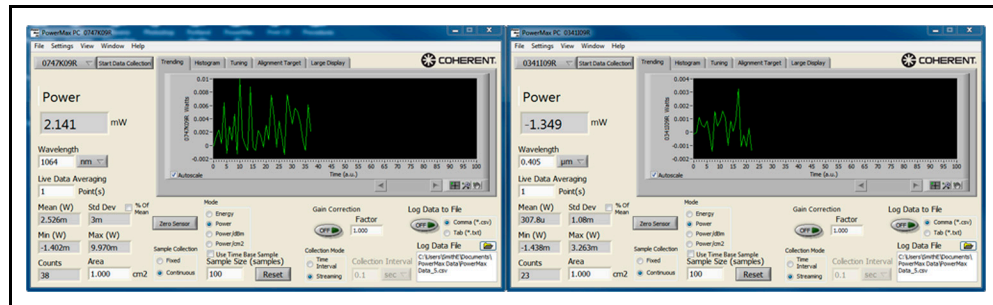 PowerMax PC 0747K09R
File Settings View Window Help
0747K09R Start Data Collection
Trending Histogram Tuning Alignment Target Large Display
COHERENT.
Power
2.141 mW
Wavelength
1064 nm
Live Data Averaging
1 Point(s)
0747K09R Watts
0.01
0.008
0.006
0.004
0.002
0
-0.002
0 5 10 15 20 25 30 35 40 45 50 55 60 65 70 75 80 85 90 95 100
Time (a.u.)
Autoscale
Mean (W) Std Dev % Of Mean
2.526m 3m
Min (W) Max (W)
-1.402m 9.970m
Counts Area
38 1.000 cm2
Zero Sensor
Mode
Energy
Power
Power/dBm
Power/cm2
Use Time Base Sample
Sample Collection
Fixed
Continuous
Sample Size (samples)
100 Reset
Gain Correction
Factor
OFF 1.000
Collection Mode
Time Interval
Streaming
Collection Interval
0.1 sec
Log Data to File
OFF
Comma (*.csv)
Tab (*.txt)
Log Data File
C:\Users\SmithE\Documents\
PowerMax Data\PowerMax
Data_5.csv
PowerMax PC 0341I09R
File Settings View Window Help
0341I09R Start Data Collection
Trending Histogram Tuning Alignment Target Large Display
COHERENT.
Power
-1.349 mW
Wavelength
0.405 µm
Live Data Averaging
1 Point(s)
0341I09R Watts
0.004
0.003
0.002
0.001
0
-0.001
-0.002
0 5 10 15 20 25 30 35 40 45 50 55 60 65 70 75 80 85 90 95 100
Time (a.u.)
Autoscale
Mean (W) Std Dev % Of Mean
307.8u 1.08m
Min (W) Max (W)
-1.438m 3.263m
Counts Area
23 1.000 cm2
Zero Sensor
Mode
Energy
Power
Power/dBm
Power/cm2
Use Time Base Sample
Sample Collection
Fixed
Continuous
Sample Size (samples)
100 Reset
Gain Correction
Factor
OFF 1.000
Collection Mode
Time Interval
Streaming
Collection Interval
0.1 sec
Log Data to File
OFF
Comma (*.csv)
Tab (*.txt)
Log Data File
C:\Users\SmithE\Documents\
PowerMax Data\PowerMax
Data_5.csv